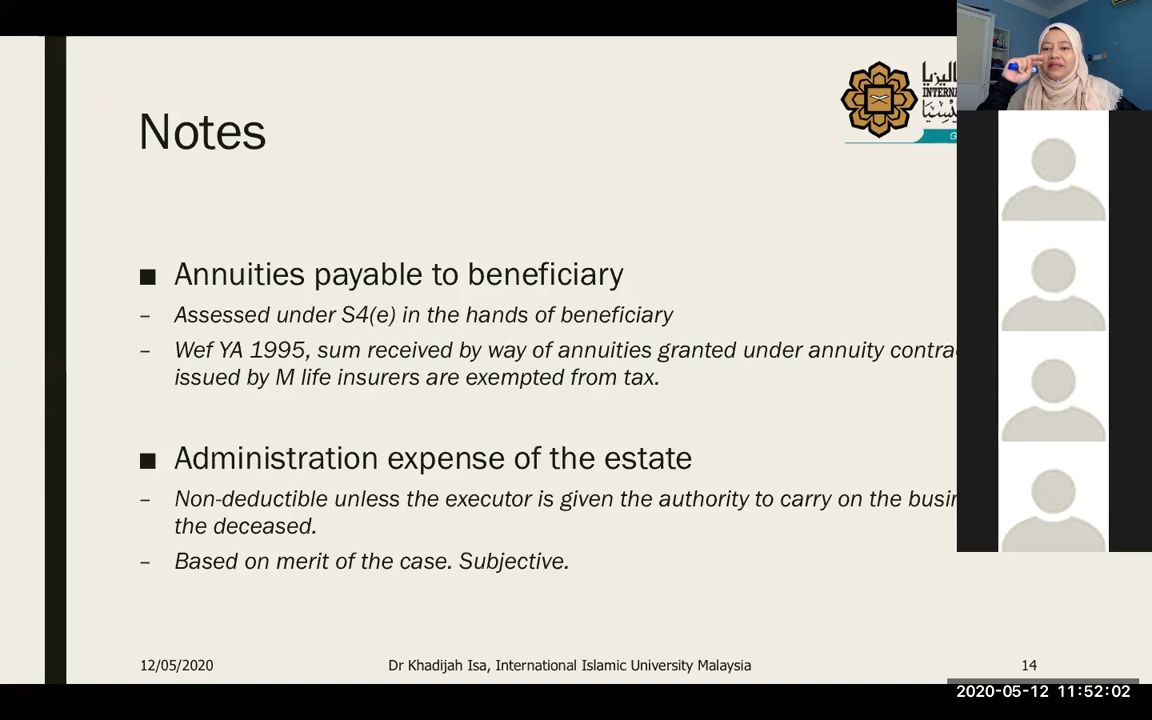 Notes
اليزيا
INTERNA
■ Annuities payable to beneficiary
– Assessed under S4(e) in the hands of beneficiary
– Wef YA 1995, sum received by way of annuities granted under annuity contra
issued by M life insurers are exempted from tax.
■ Administration expense of the estate
– Non-deductible unless the executor is given the authority to carry on the busin
the deceased.
– Based on merit of the case. Subjective.
12/05/2020 Dr Khadijah Isa, International Islamic University Malaysia 14
2020-05-12 11:52:02